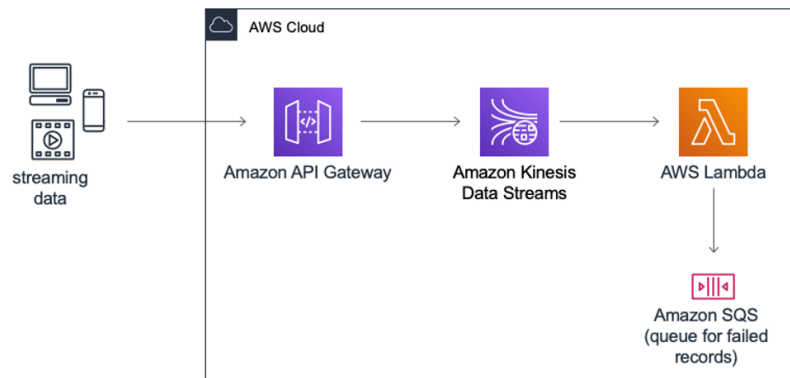 AWS Cloud
streaming
data
Amazon API Gateway
Amazon Kinesis
Data Streams
AWS Lambda
Amazon SQS
(queue for failed
records)